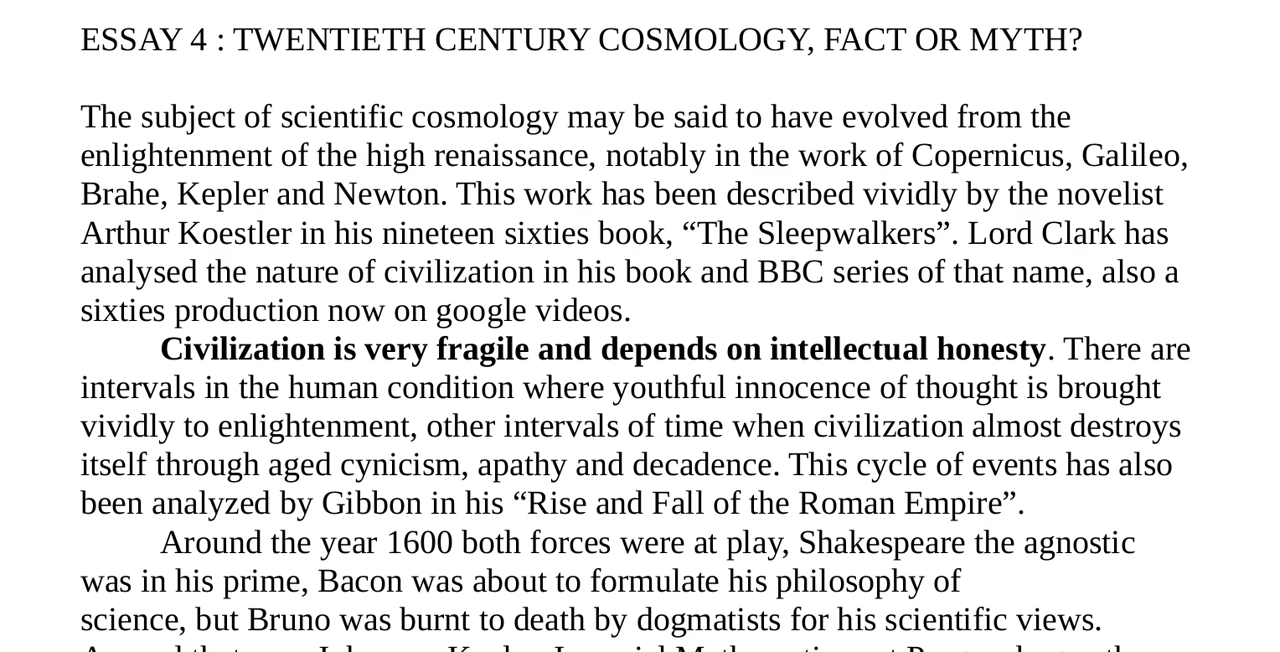 ESSAY 4 : TWENTIETH CENTURY COSMOLOGY, FACT OR MYTH?
The subject of scientific cosmology may be said to have evolved from the
enlightenment of the high renaissance, notably in the work of Copernicus, Galileo,
Brahe, Kepler and Newton. This work has been described vividly by the novelist
Arthur Koestler in his nineteen sixties book, “The Sleepwalkers”. Lord Clark has
analysed the nature of civilization in his book and BBC series of that name, also a
sixties production now on google videos.
Civilization is very fragile and depends on intellectual honesty. There are
intervals in the human condition where youthful innocence of thought is brought
vividly to enlightenment, other intervals of time when civilization almost destroys
itself through aged cynicism, apathy and decadence. This cycle of events has also
been analyzed by Gibbon in his “Rise and Fall of the Roman Empire”.
Around the year 1600 both forces were at play, Shakespeare the agnostic
was in his prime, Bacon was about to formulate his philosophy of
science, but Bruno was burnt to death by dogmatists for his scientific views.